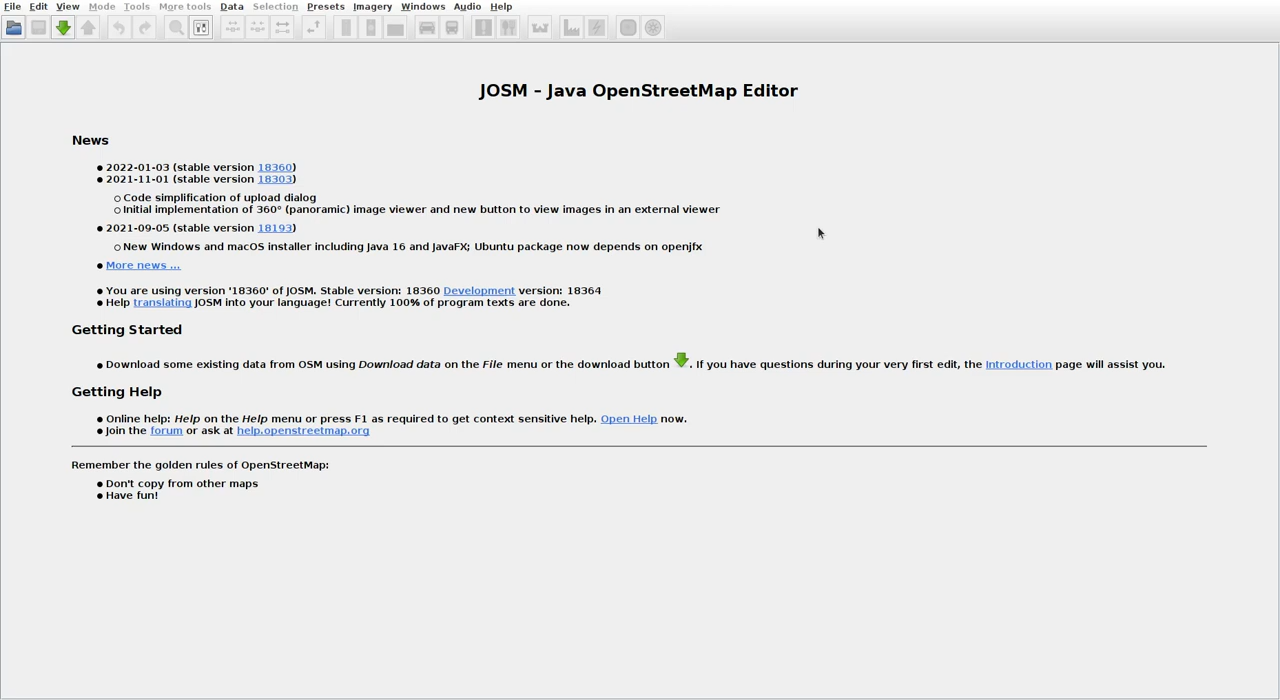 File Edit View Mode Tools More tools Data Selection Presets Imagery Windows Audio Help
JOSM – Java OpenStreetMap Editor
News
2022-01-03 (stable version 18360)
2021-11-01 (stable version 18303)
Code simplification of upload dialog
Initial implementation of 360° (panoramic) image viewer and new button to view images in an external viewer
2021-09-05 (stable version 18193)
New Windows and macOS installer including Java 16 and JavaFX; Ubuntu package now depends on openjfx
More news ...
You are using version '18360' of JOSM. Stable version: 18360 Development version: 18364
Help translating JOSM into your language! Currently 100% of program texts are done.
Getting Started
Download some existing data from OSM using Download data on the File menu or the download button . If you have questions during your very first edit, the Introduction page will assist you.
Getting Help
Online help: Help on the Help menu or press F1 as required to get context sensitive help. Open Help now.
Join the forum or ask at help.openstreetmap.org
Remember the golden rules of OpenStreetMap:
Don't copy from other maps
Have fun!